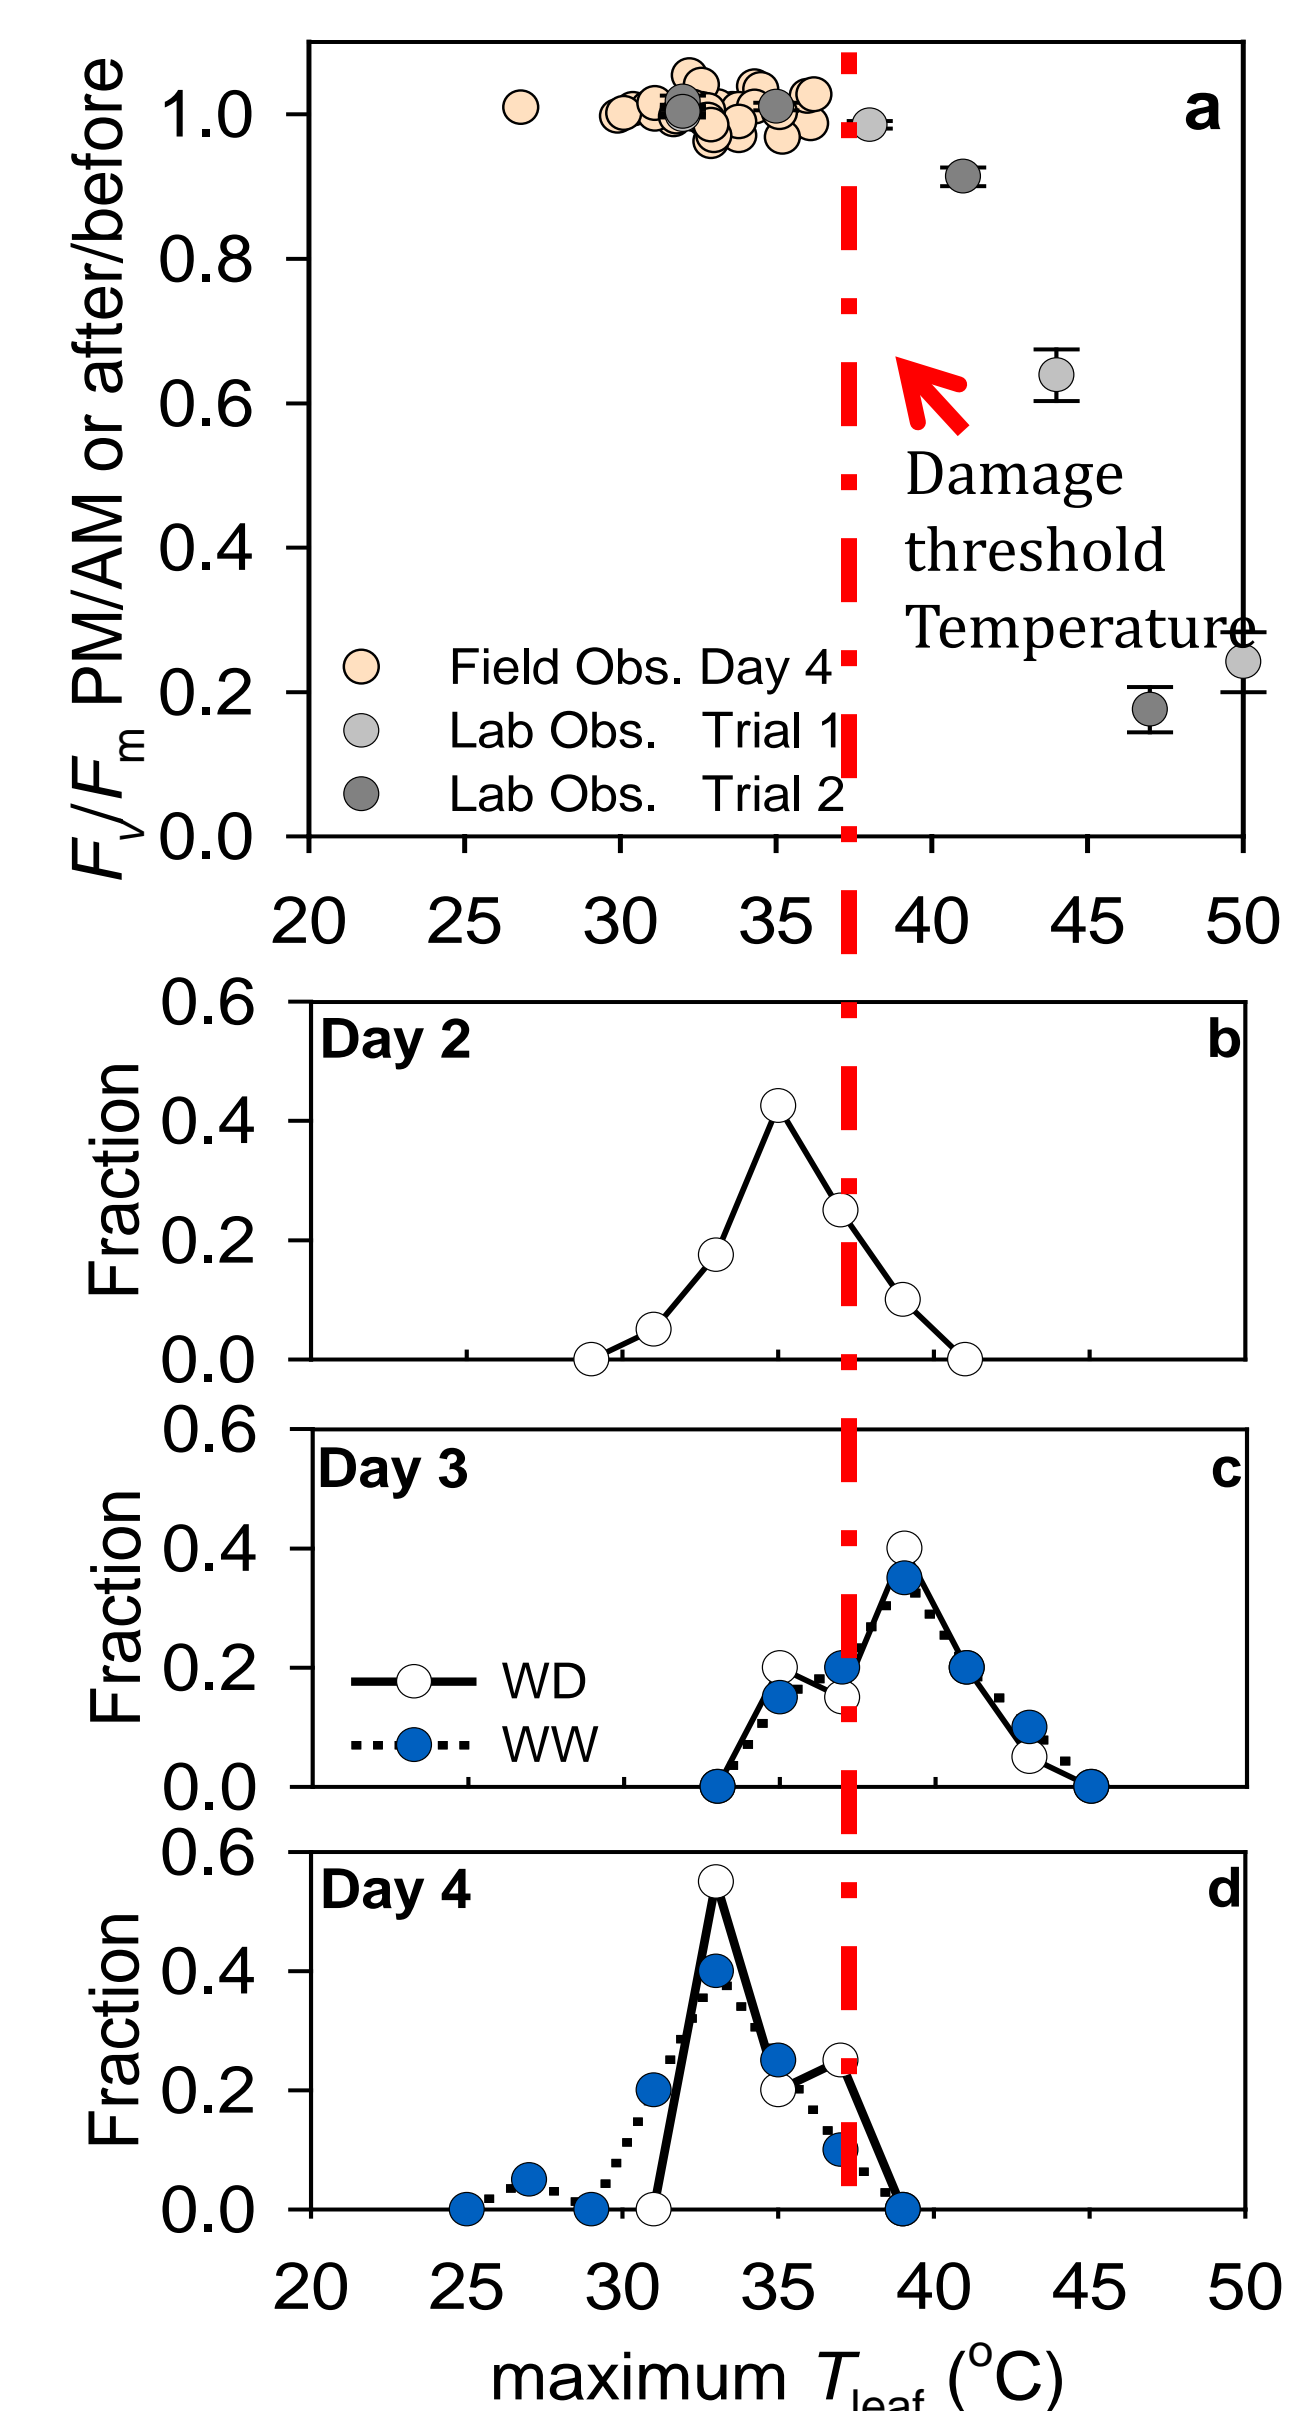 a
1.0
0.8
0.6
0.4
0.2
0.0
Fv/Fm PM/AM or after/before
Damage
threshold
Temperature
Field Obs. Day 4
Lab Obs. Trial 1
Lab Obs. Trial 2
20 25 30 35 40 45 50
Day 2 b
0.6
0.4
0.2
0.0
Fraction
Day 3 c
0.6
0.4
0.2
0.0
Fraction
WD
WW
Day 4 d
0.6
0.4
0.2
0.0
Fraction
20 25 30 35 40 45 50
maximum Tleaf (oC)